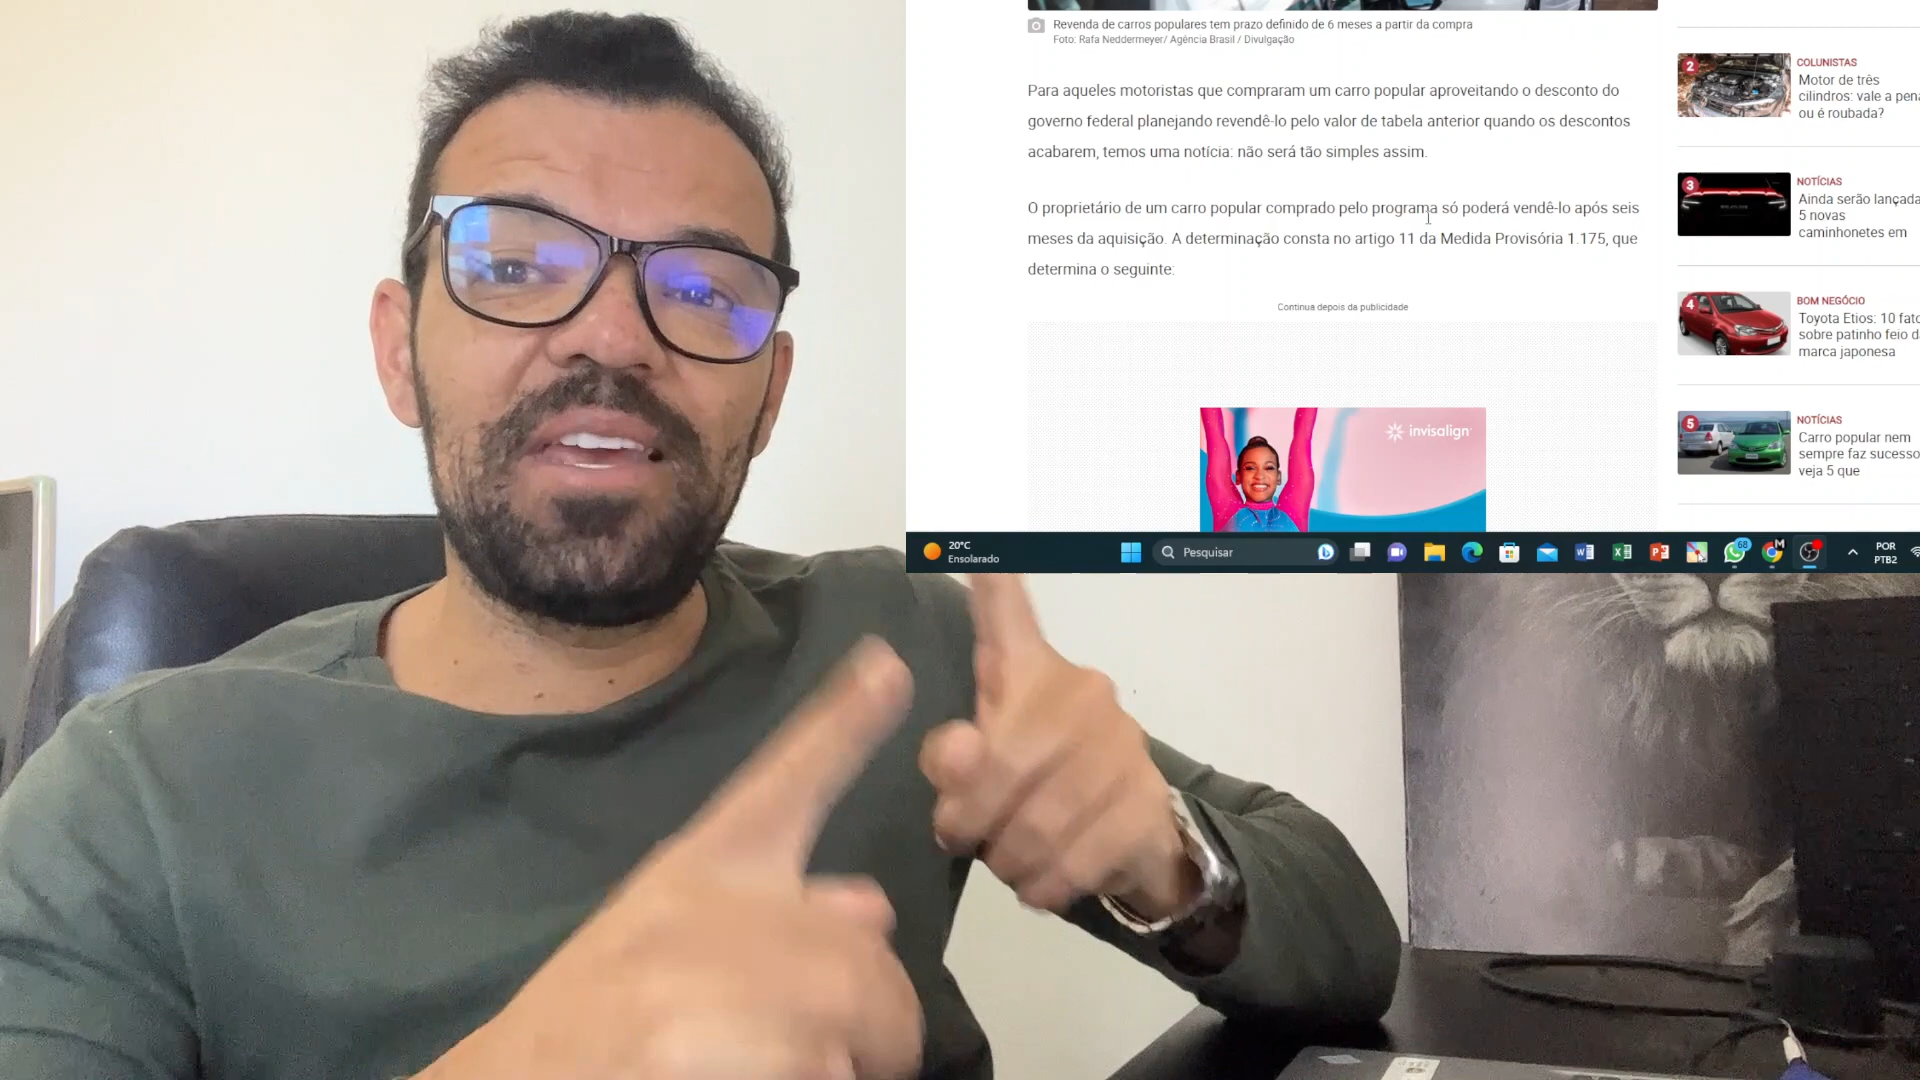 Revenda de carros populares tem prazo definido de 6 meses a partir da compra
Foto: Rafa Neddermeyer/ Agência Brasil / Divulgação
Para aqueles motoristas que compraram um carro popular aproveitando o desconto do
governo federal planejando revendê-lo pelo valor de tabela anterior quando os descontos
acabarem, temos uma notícia: não será tão simples assim.
O proprietário de um carro popular comprado pelo programa só poderá vendê-lo após seis
meses da aquisição. A determinação consta no artigo 11 da Medida Provisória 1.175, que
determina o seguinte:
Continua depois da publicidade
invisalign
2
COLUNISTAS
Motor de três
cilindros: vale a pena
ou é roubada?
3
NOTÍCIAS
Ainda serão lançada
5 novas
caminhonetes em
4
BOM NEGÓCIO
Toyota Etios: 10 fato
sobre patinho feio d
marca japonesa
5
NOTÍCIAS
Carro popular nem
sempre faz sucesso
veja 5 que
20°C
Ensolarado
Pesquisar
68
M
POR
PTB2